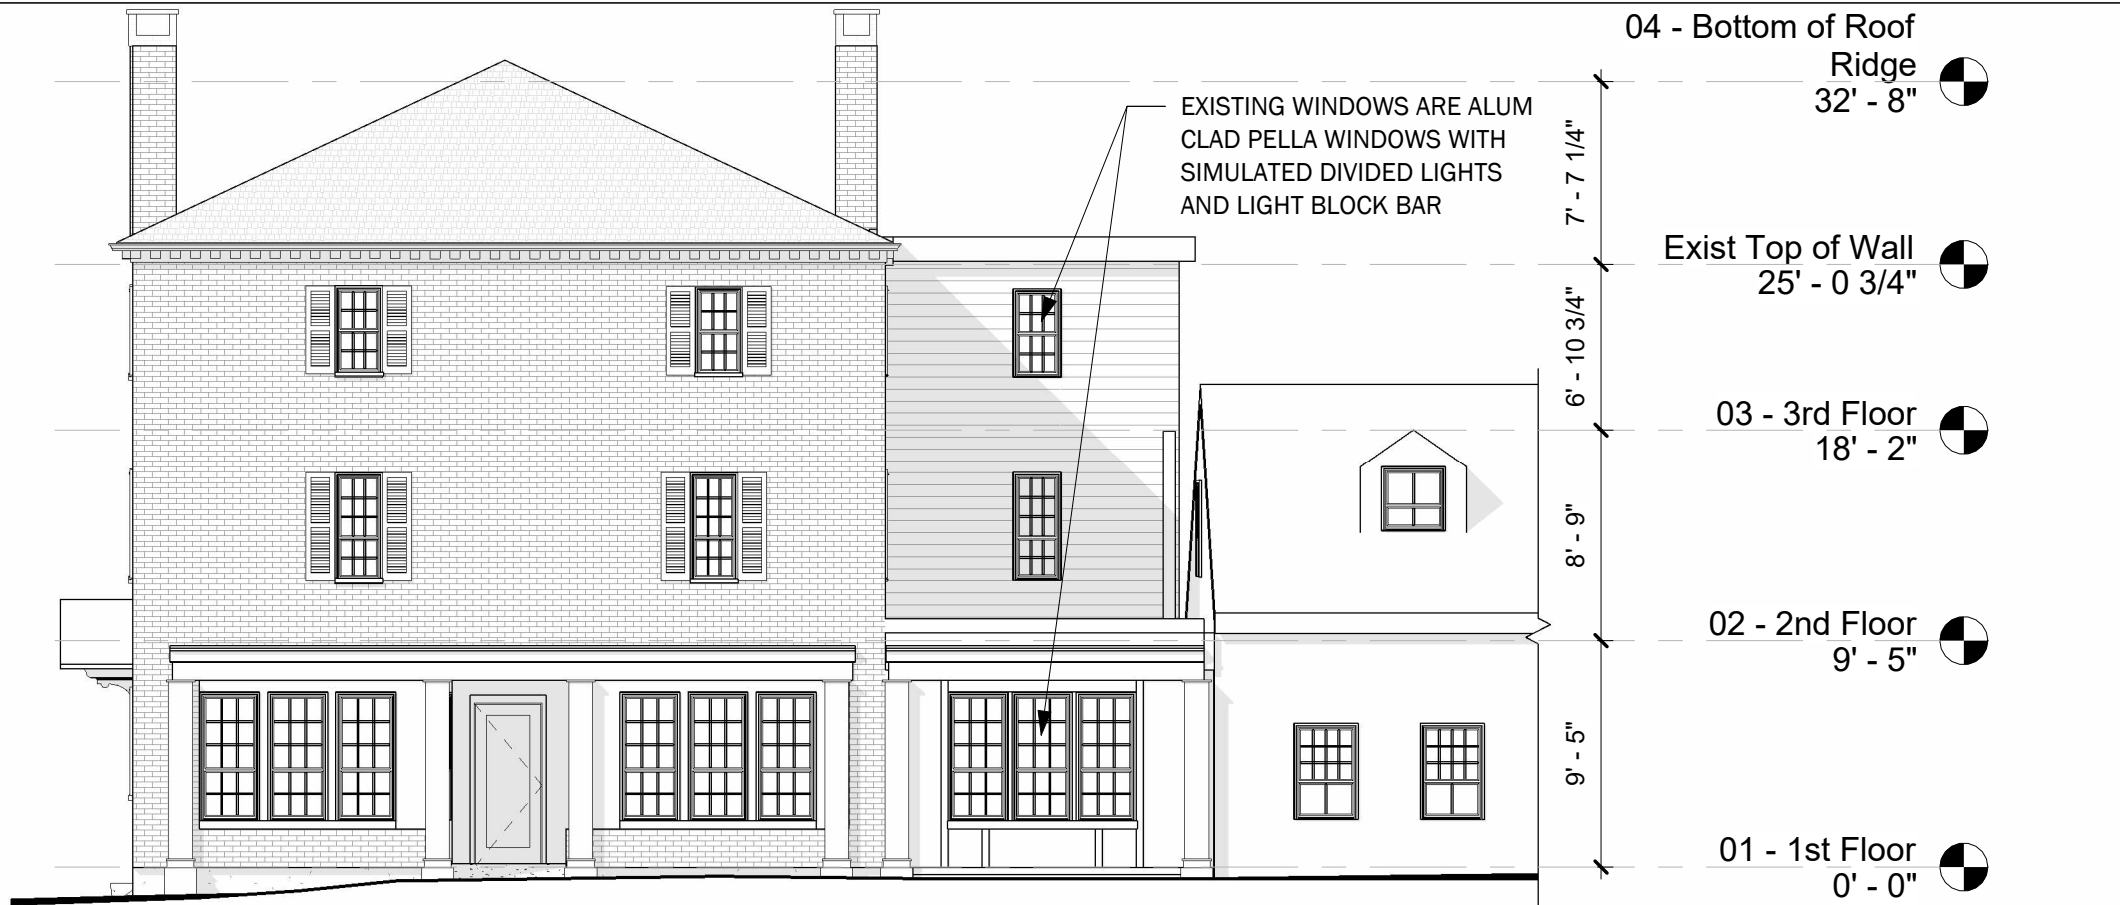 04 - Bottom of Roof
Ridge
32' - 8"
EXISTING WINDOWS ARE ALUM
CLAD PELLA WINDOWS WITH
SIMULATED DIVIDED LIGHTS
AND LIGHT BLOCK BAR
7' - 7 1/4"
Exist Top of Wall
25' - 0 3/4"
6' - 10 3/4"
03 - 3rd Floor
18' - 2"
8' - 9"
02 - 2nd Floor
9' - 5"
9' - 5"
01 - 1st Floor
0' - 0"